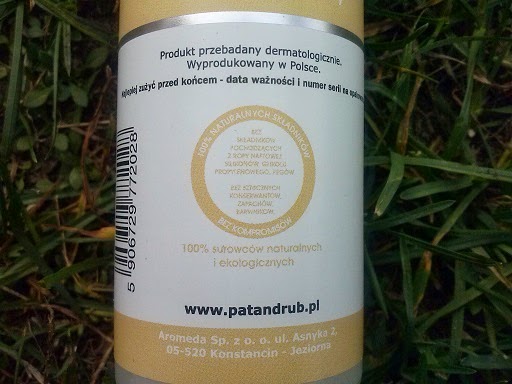 Produkt przebadany dermatologicznie.
Wyprodukowany w Polsce.
Najlepiej zużyć przed końcem - data ważności i numer serii na
100% NATURALNYCH SKŁADNIKÓW
BEZ
SKŁADNIKÓW
POCHODZĄCYCH
Z ROPY NAFTOWEJ,
SILIKONÓW, GLIKOLI
PROPYLENOWEGO, PEGÓW.
BEZ SZTUCZNYCH
KONSERWANTÓW,
ZAPACHÓW,
BARWNIKÓW.
BEZ KOMPROMISÓW
100% surowców naturalnych
i ekologicznych
5 906729 772028
www.patandrub.pl
Aromeda Sp. z o. o. ul. Asnyka 2,
05-520 Konstancin - Jeziorna